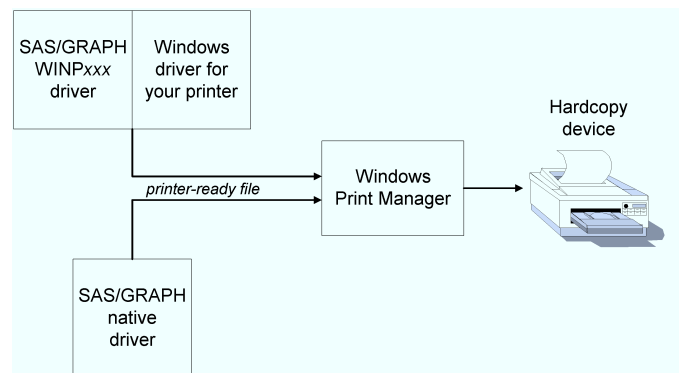 SAS/GRAPH
WINPxxx
driver
Windows
driver for
your printer
Hardcopy
device
printer-ready file
Windows
Print Manager
SAS/GRAPH
native
driver